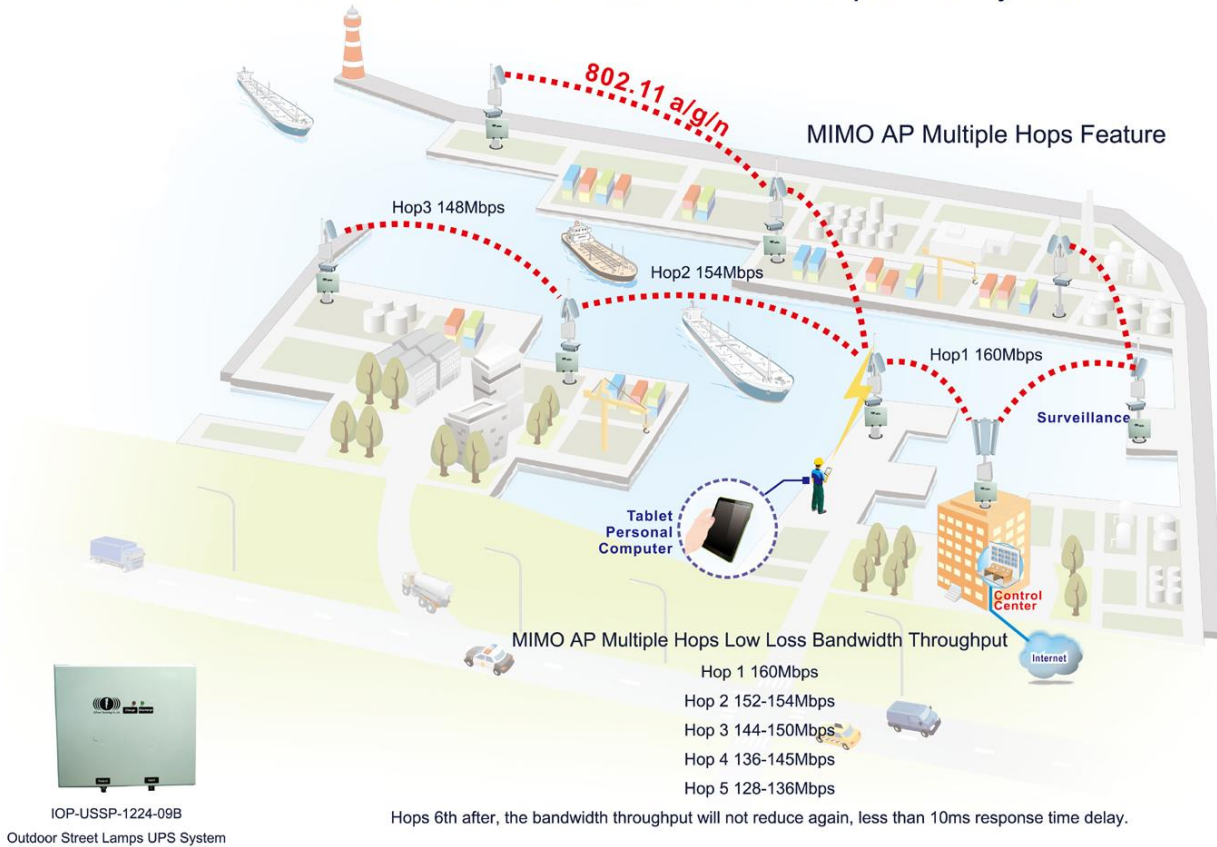 802.11 a/g/n
MIMO AP Multiple Hops Feature
Hop3 148Mbps
Hop2 154Mbps
Hop1 160Mbps
Surveillance
Tablet
Personal
Computer
Control
Center
Internet
MIMO AP Multiple Hops Low Loss Bandwidth Throughput
Hop 1 160Mbps
Hop 2 152-154Mbps
Hop 3 144-150Mbps
Hop 4 136-145Mbps
Hop 5 128-136Mbps
Hops 6th after, the bandwidth throughput will not reduce again, less than 10ms response time delay.
IOP-USSP-1224-09B
Outdoor Street Lamps UPS System